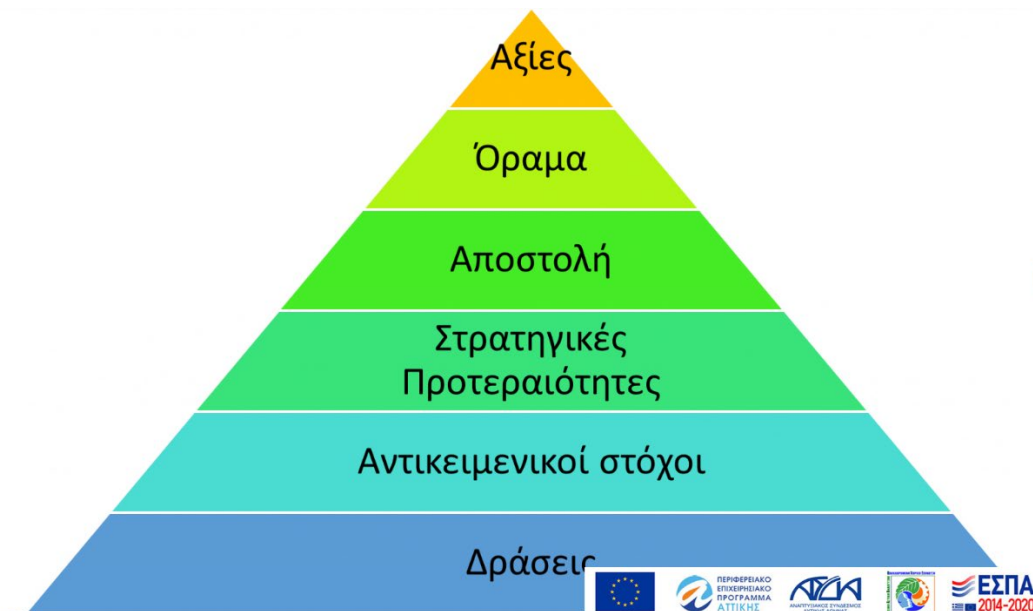 Αξίες
Όραμα
Αποστολή
Στρατηγικές
Προτεραιότητες
Αντικειμενικοί στόχοι
Δράσεις
ΠΕΡΙΦΕΡΕΙΑΚΟ
ΕΠΙΧΕΙΡΗΣΙΑΚΟ
ΠΡΟΓΡΑΜΜΑ
ΑΤΤΙΚΗΣ
ΕΣΠΑ
2014-2020